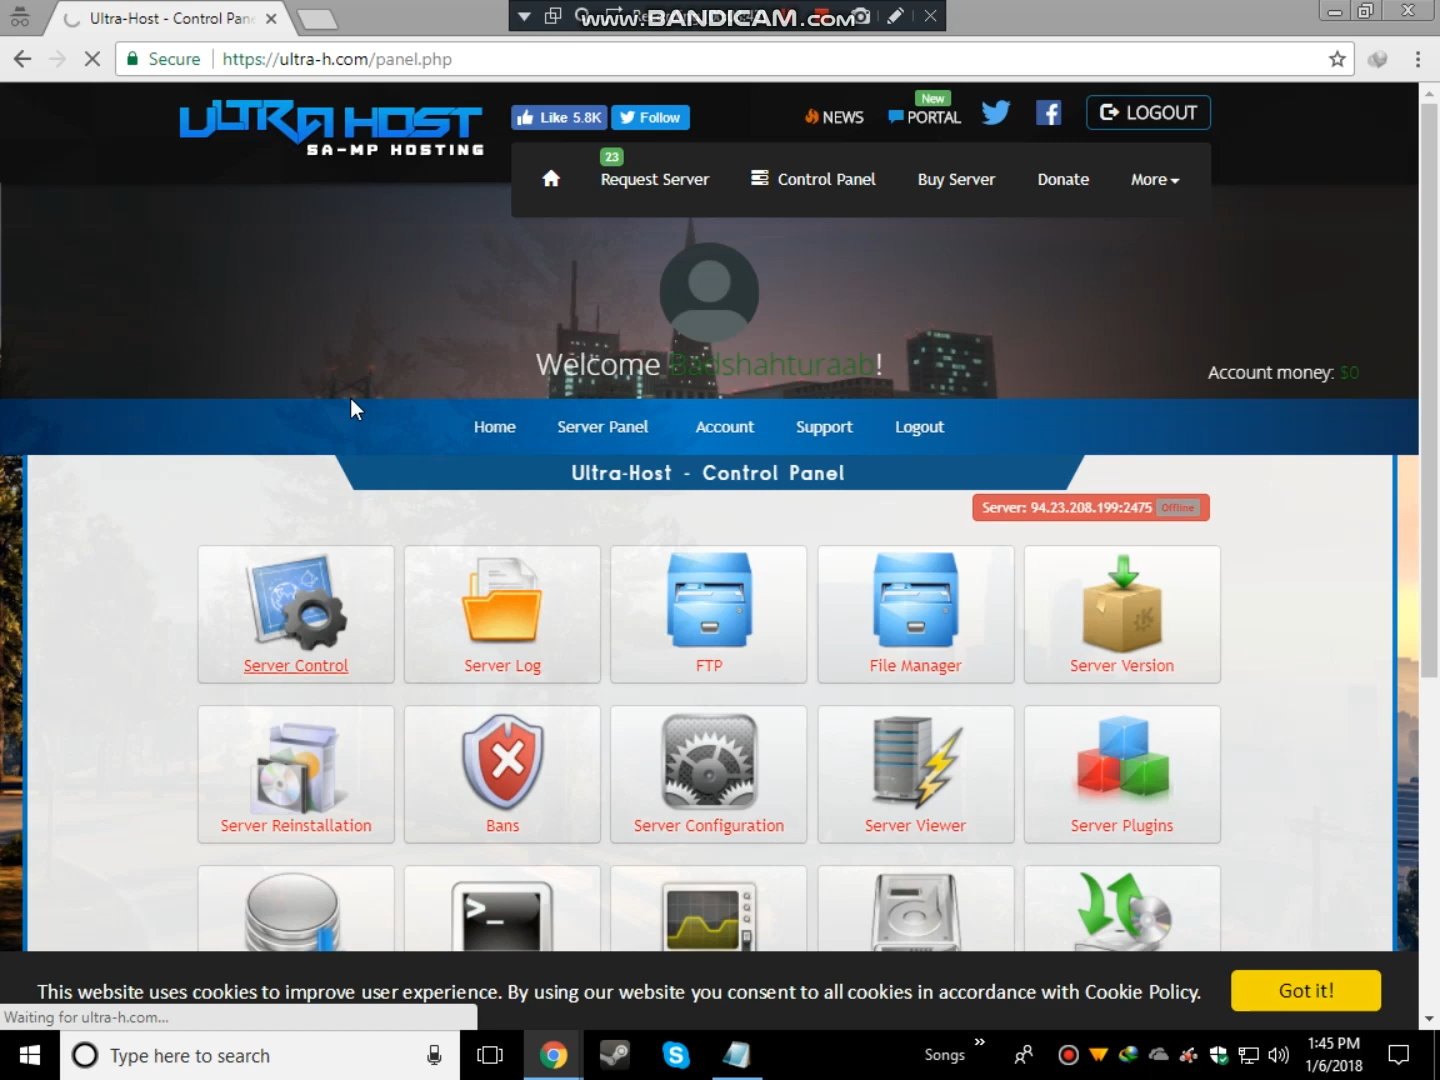 Ultra-Host - Control Pan
www.BANDICAM.com
Secure
https://ultra-h.com/panel.php
ULTRA HOST
SA-MP HOSTING
Like 5.8K
Follow
NEWS
New
PORTAL
LOGOUT
23
Request Server
Control Panel
Buy Server
Donate
More
Welcome Badshahturaab!
Account money: $0
Home
Server Panel
Account
Support
Logout
Ultra-Host - Control Panel
Server: 94.23.208.199:2475 Offline
Server Control
Server Log
FTP
File Manager
Server Version
Server Reinstallation
Bans
Server Configuration
Server Viewer
Server Plugins
This website uses cookies to improve user experience. By using our website you consent to all cookies in accordance with Cookie Policy.
Got it!
Waiting for ultra-h.com...
Type here to search
Songs
1:45 PM
1/6/2018